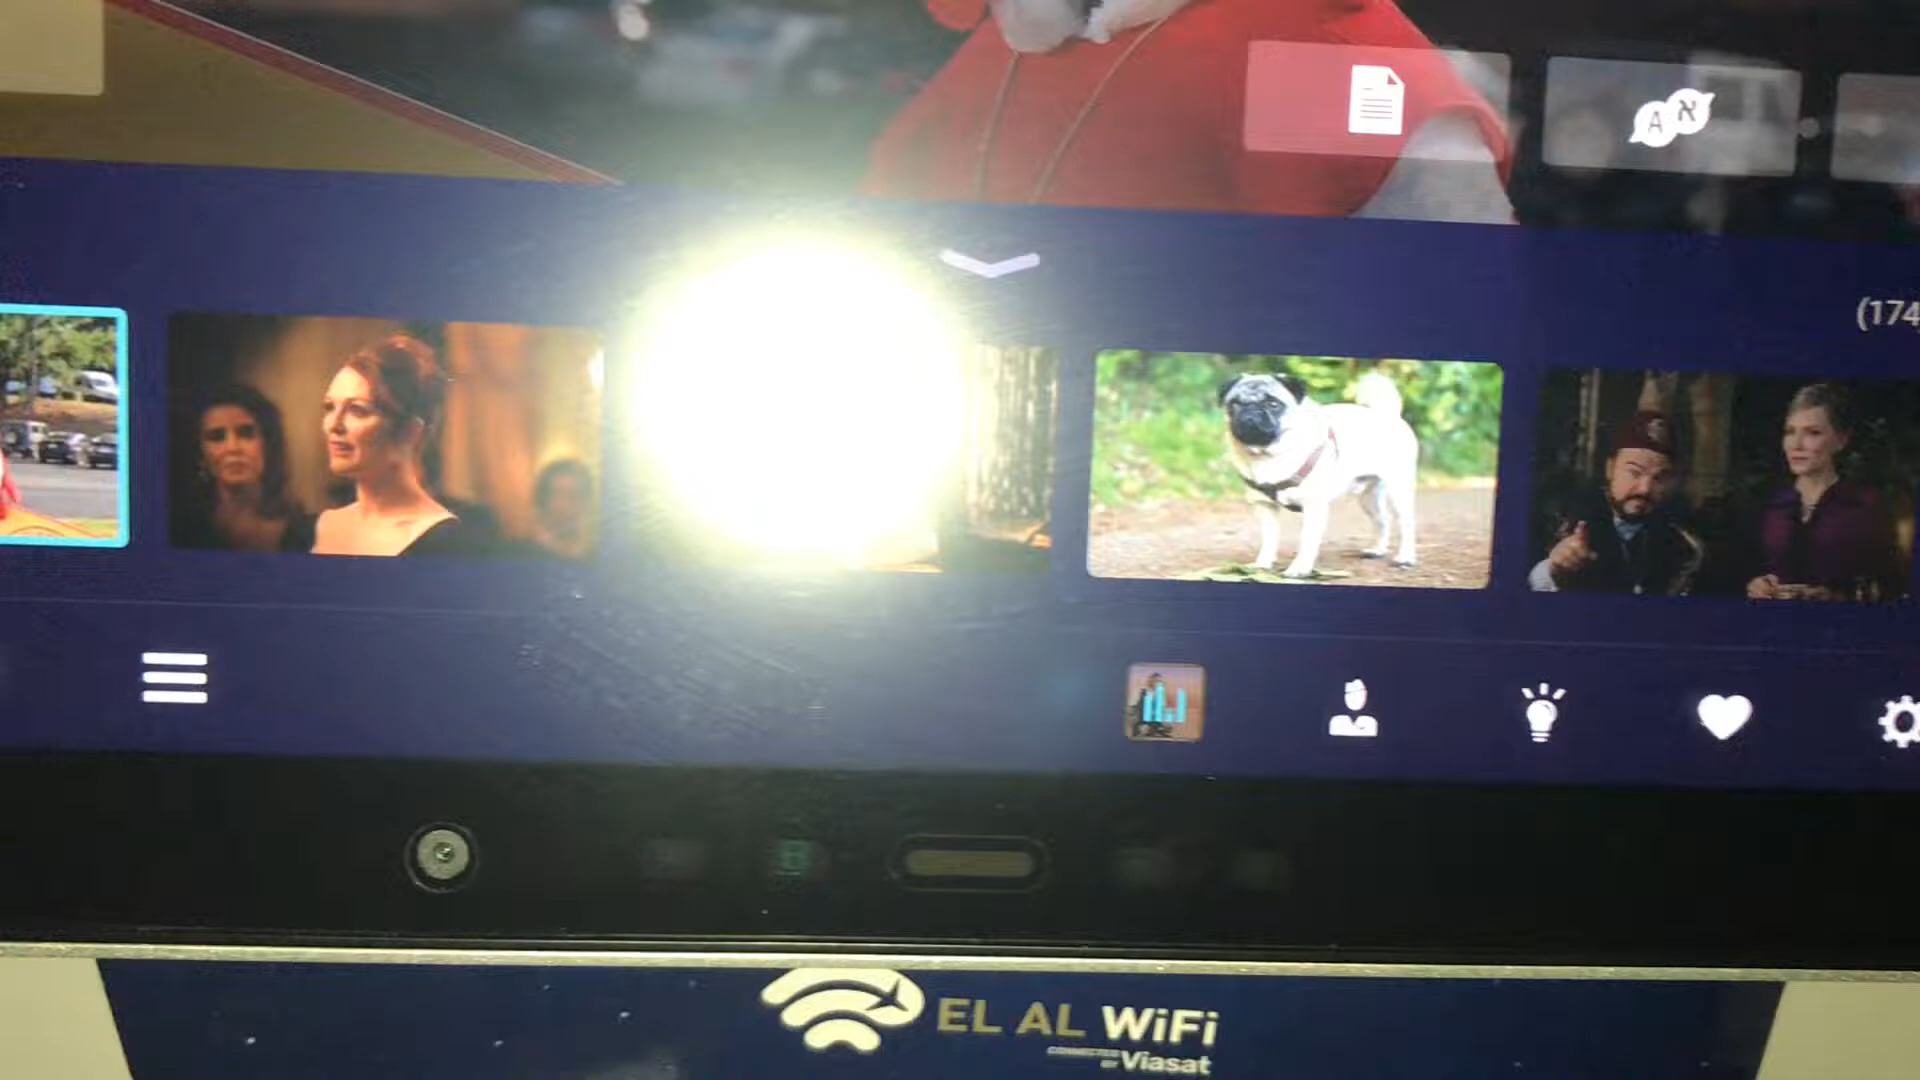 A א
(174
EL AL WiFi
CONNECTED
BY Viasat